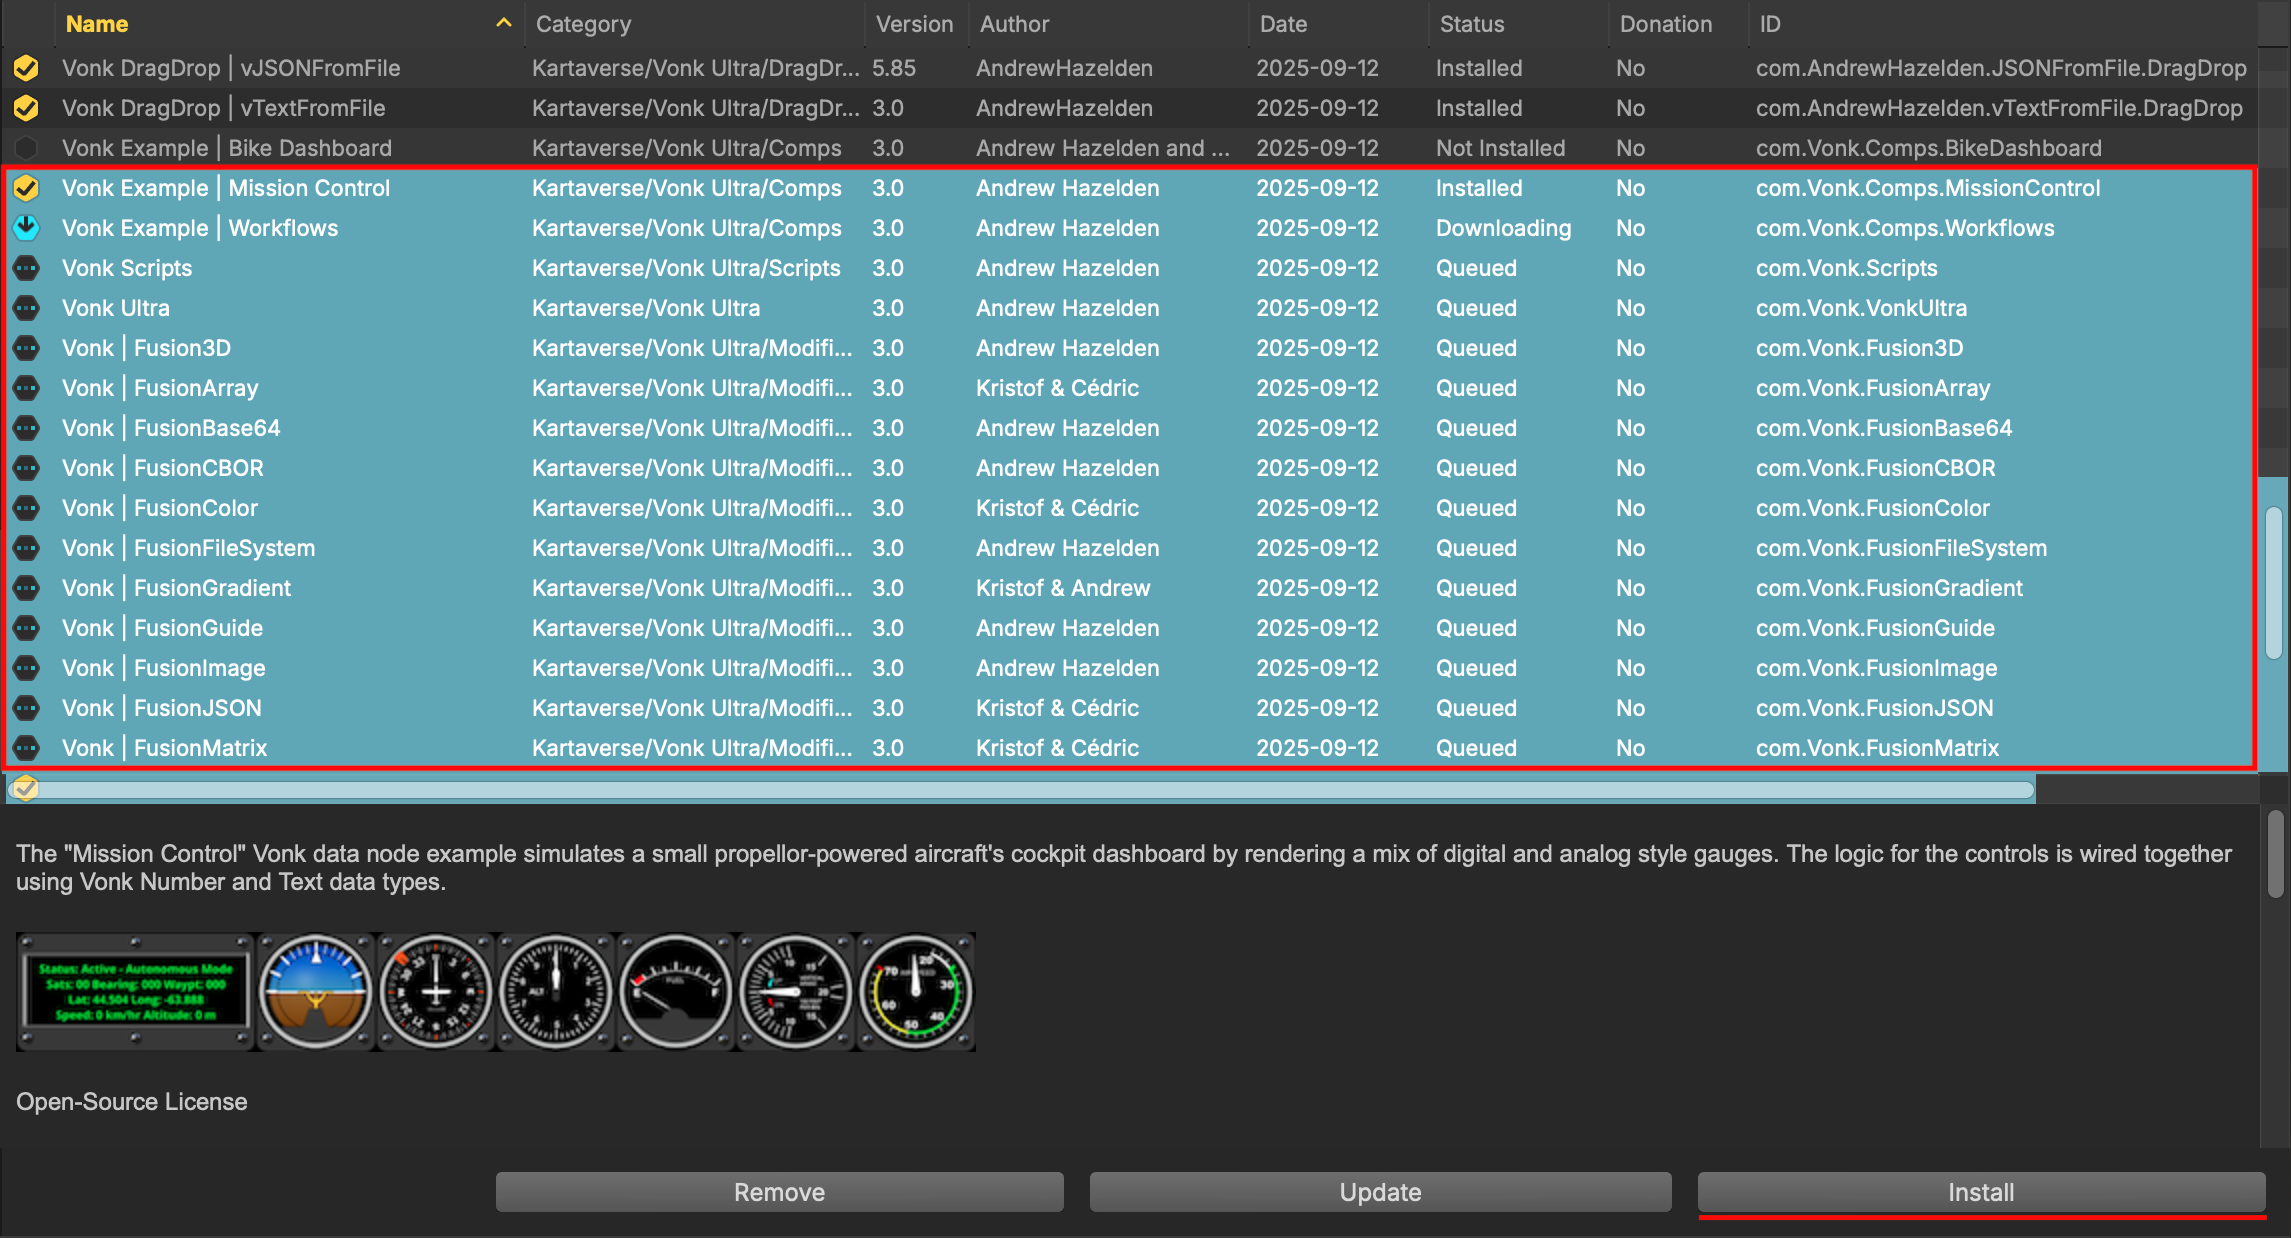 Name Category Version Author Date Status Donation ID
Vonk DragDrop | vJSONFromFile Kartaverse/Vonk Ultra/DragDr... 5.85 AndrewHazelden 2025-09-12 Installed No com.AndrewHazelden.JSONFromFile.DragDrop
Vonk DragDrop | vTextFromFile Kartaverse/Vonk Ultra/DragDr... 3.0 AndrewHazelden 2025-09-12 Installed No com.AndrewHazelden.vTextFromFile.DragDrop
Vonk Example | Bike Dashboard Kartaverse/Vonk Ultra/Comps 3.0 Andrew Hazelden and ... 2025-09-12 Not Installed No com.Vonk.Comps.BikeDashboard
Vonk Example | Mission Control Kartaverse/Vonk Ultra/Comps 3.0 Andrew Hazelden 2025-09-12 Installed No com.Vonk.Comps.MissionControl
Vonk Example | Workflows Kartaverse/Vonk Ultra/Comps 3.0 Andrew Hazelden 2025-09-12 Downloading No com.Vonk.Comps.Workflows
Vonk Scripts Kartaverse/Vonk Ultra/Scripts 3.0 Andrew Hazelden 2025-09-12 Queued No com.Vonk.Scripts
Vonk Ultra Kartaverse/Vonk Ultra 3.0 Andrew Hazelden 2025-09-12 Queued No com.Vonk.VonkUltra
Vonk | Fusion3D Kartaverse/Vonk Ultra/Modifi... 3.0 Andrew Hazelden 2025-09-12 Queued No com.Vonk.Fusion3D
Vonk | FusionArray Kartaverse/Vonk Ultra/Modifi... 3.0 Kristof & Cédric 2025-09-12 Queued No com.Vonk.FusionArray
Vonk | FusionBase64 Kartaverse/Vonk Ultra/Modifi... 3.0 Andrew Hazelden 2025-09-12 Queued No com.Vonk.FusionBase64
Vonk | FusionCBOR Kartaverse/Vonk Ultra/Modifi... 3.0 Andrew Hazelden 2025-09-12 Queued No com.Vonk.FusionCBOR
Vonk | FusionColor Kartaverse/Vonk Ultra/Modifi... 3.0 Kristof & Cédric 2025-09-12 Queued No com.Vonk.FusionColor
Vonk | FusionFileSystem Kartaverse/Vonk Ultra/Modifi... 3.0 Andrew Hazelden 2025-09-12 Queued No com.Vonk.FusionFileSystem
Vonk | FusionGradient Kartaverse/Vonk Ultra/Modifi... 3.0 Kristof & Andrew 2025-09-12 Queued No com.Vonk.FusionGradient
Vonk | FusionGuide Kartaverse/Vonk Ultra/Modifi... 3.0 Andrew Hazelden 2025-09-12 Queued No com.Vonk.FusionGuide
Vonk | FusionImage Kartaverse/Vonk Ultra/Modifi... 3.0 Andrew Hazelden 2025-09-12 Queued No com.Vonk.FusionImage
Vonk | FusionJSON Kartaverse/Vonk Ultra/Modifi... 3.0 Kristof & Cédric 2025-09-12 Queued No com.Vonk.FusionJSON
Vonk | FusionMatrix Kartaverse/Vonk Ultra/Modifi... 3.0 Kristof & Cédric 2025-09-12 Queued No com.Vonk.FusionMatrix
The "Mission Control" Vonk data node example simulates a small propellor-powered aircraft's cockpit dashboard by rendering a mix of digital and analog style gauges. The logic for the controls is wired together
using Vonk Number and Text data types.
Status: Active - Autonomous Mode
Sats: 00 Bearing: 000 Waypt: 000
Lat: 44.504 Long: -63.888
Speed: 0 km/hr Altitude: 0 m
ALT
FUEL
E F
20
30
40
50
60
70
Open-Source License
Remove Update Install